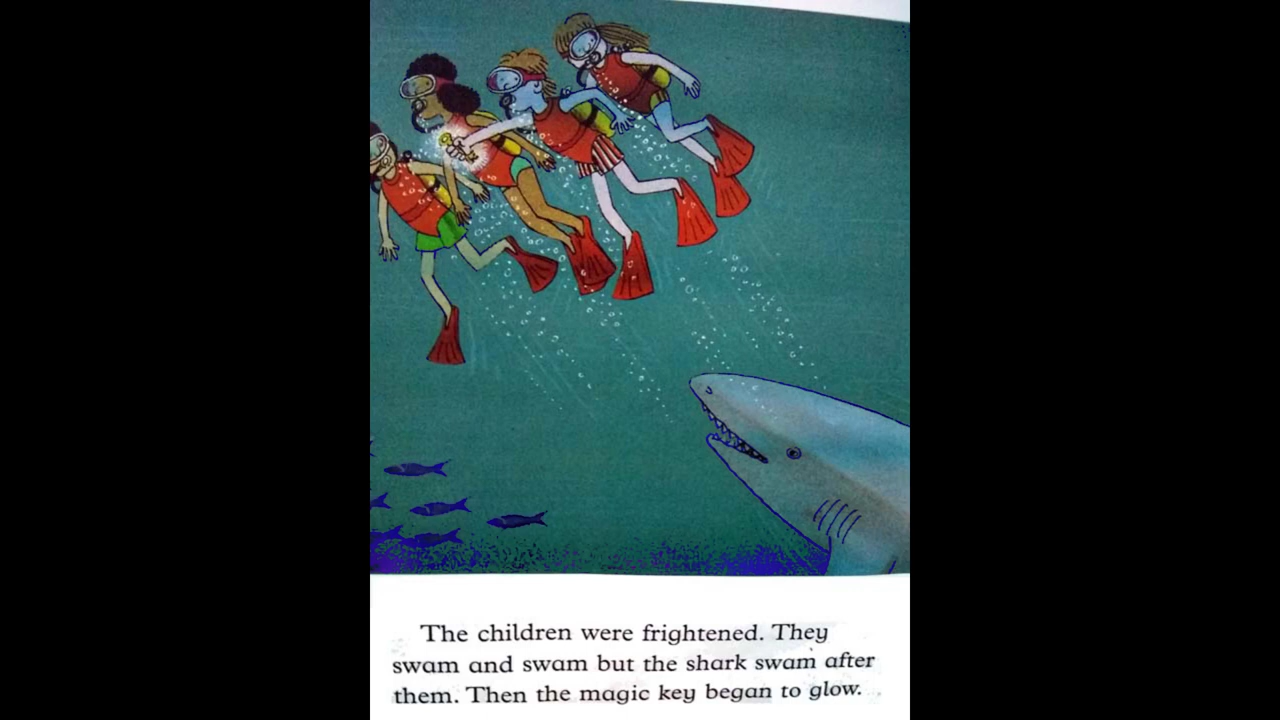 The children were frightened. They
swam and swam but the shark swam after
them. Then the magic key began to glow.